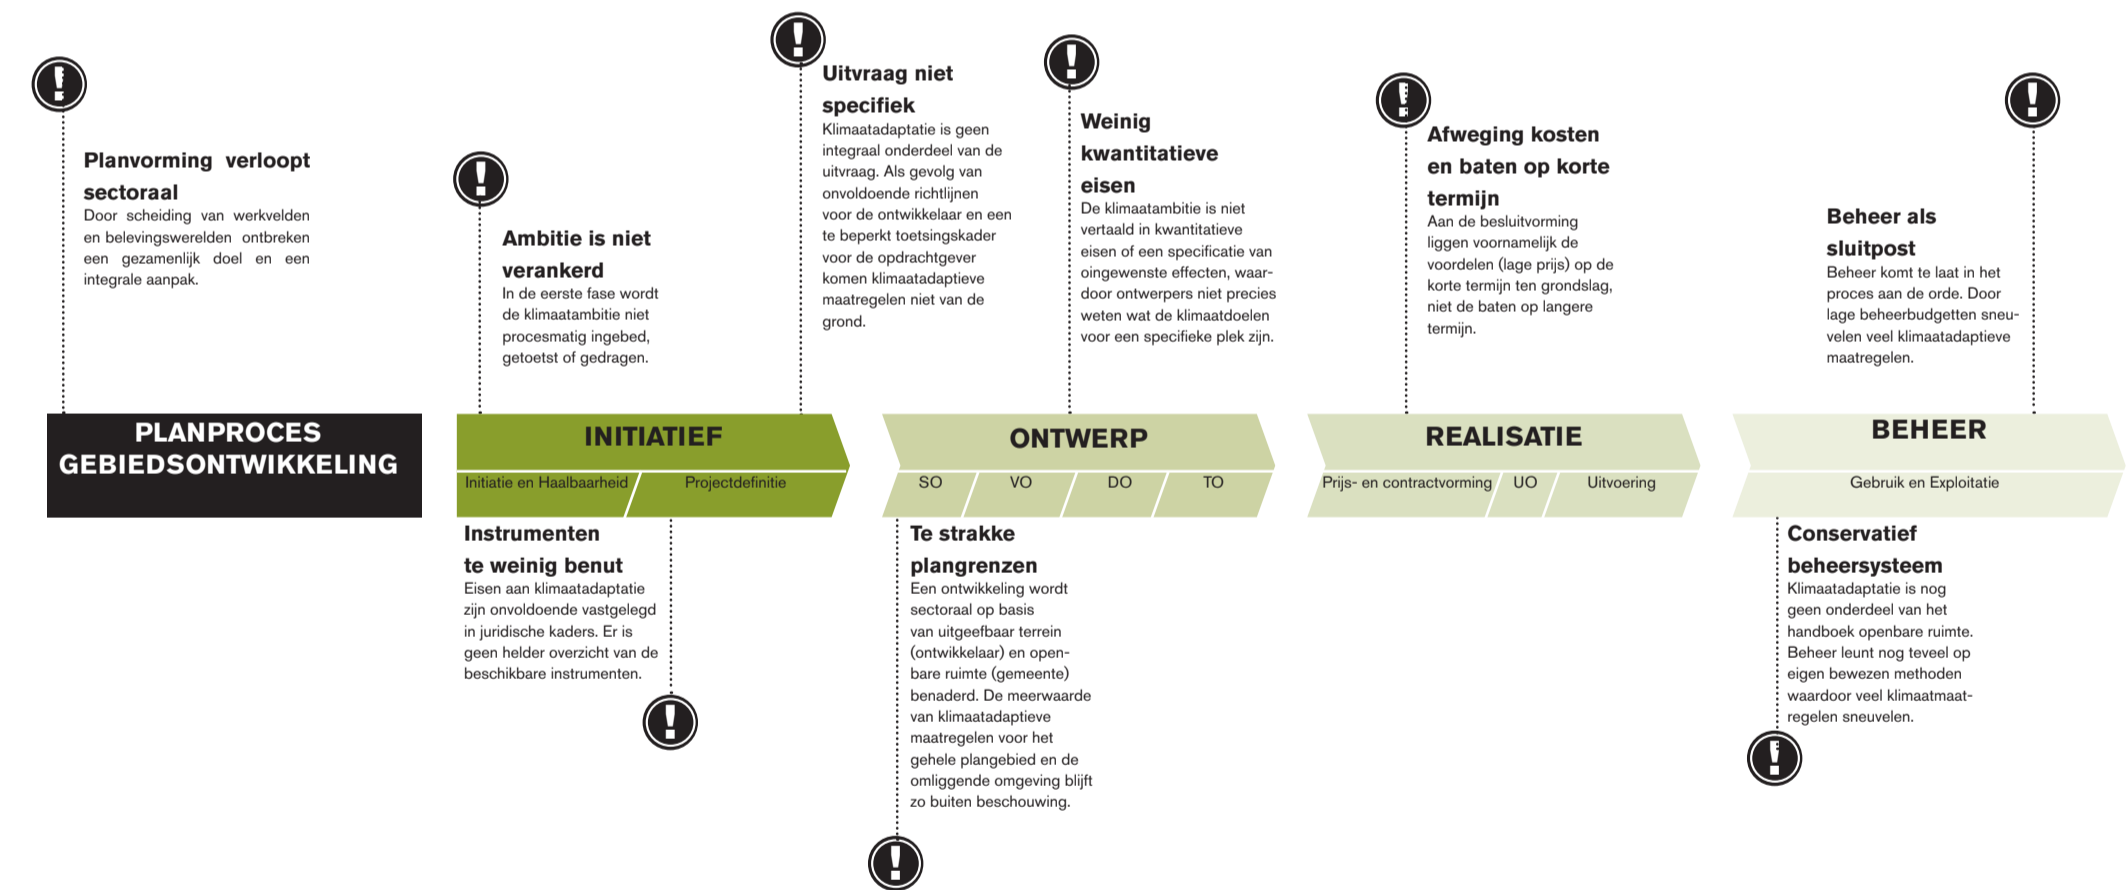 Planvorming verloopt
sectoraal
Door scheiding van werkvelden
en belevingswerelden ontbreken
een gezamenlijk doel en een
integrale aanpak.
Ambitie is niet
verankerd
In de eerste fase wordt
de klimaatambitie niet
procesmatig ingebed,
getoetst of gedragen.
Uitvraag niet
specifiek
Klimaatadaptatie is geen
integraal onderdeel van de
uitvraag. Als gevolg van
onvoldoende richtlijnen
voor de ontwikkelaar en een
te beperkt toetsingskader
voor de opdrachtgever
komen klimaatadaptieve
maatregelen niet van de
grond.
Weinig
kwantitatieve
eisen
De klimaatambitie is niet
vertaald in kwantitatieve
eisen of een specificatie van
oingewenste effecten, waar-
door ontwerpers niet precies
weten wat de klimaatdoelen
voor een specifieke plek zijn.
Afweging kosten
en baten op korte
termijn
Aan de besluitvorming
liggen voornamelijk de
voordelen (lage prijs) op de
korte termijn ten grondslag,
niet de baten op langere
termijn.
Beheer als
sluitpost
Beheer komt te laat in het
proces aan de orde. Door
lage beheerbudgetten sneu-
velen veel klimaatadaptieve
maatregelen.
PLANPROCES
GEBIEDSONTWIKKELING
INITIATIEF
Initiatie en Haalbaarheid
Projectdefinitie
ONTWERP
SO
VO
DO
TO
REALISATIE
Prijs- en contractvorming
UO
Uitvoering
BEHEER
Gebruik en Exploitatie
Instrumenten
te weinig benut
Eisen aan klimaatadaptatie
zijn onvoldoende vastgelegd
in juridische kaders. Er is
geen helder overzicht van de
beschikbare instrumenten.
Te strakke
plangrenzen
Een ontwikkeling wordt
sectoraal op basis
van uitgeefbaar terrein
(ontwikkelaar) en open-
bare ruimte (gemeente)
benaderd. De meerwaarde
van klimaatadaptieve
maatregelen voor het
gehele plangebied en de
omliggende omgeving blijft
zo buiten beschouwing.
Conservatief
beheersysteem
Klimaatadaptatie is nog
geen onderdeel van het
handboek openbare ruimte.
Beheer leunt nog teveel op
eigen bewezen methoden
waardoor veel klimaatmaat-
regelen sneuvelen.